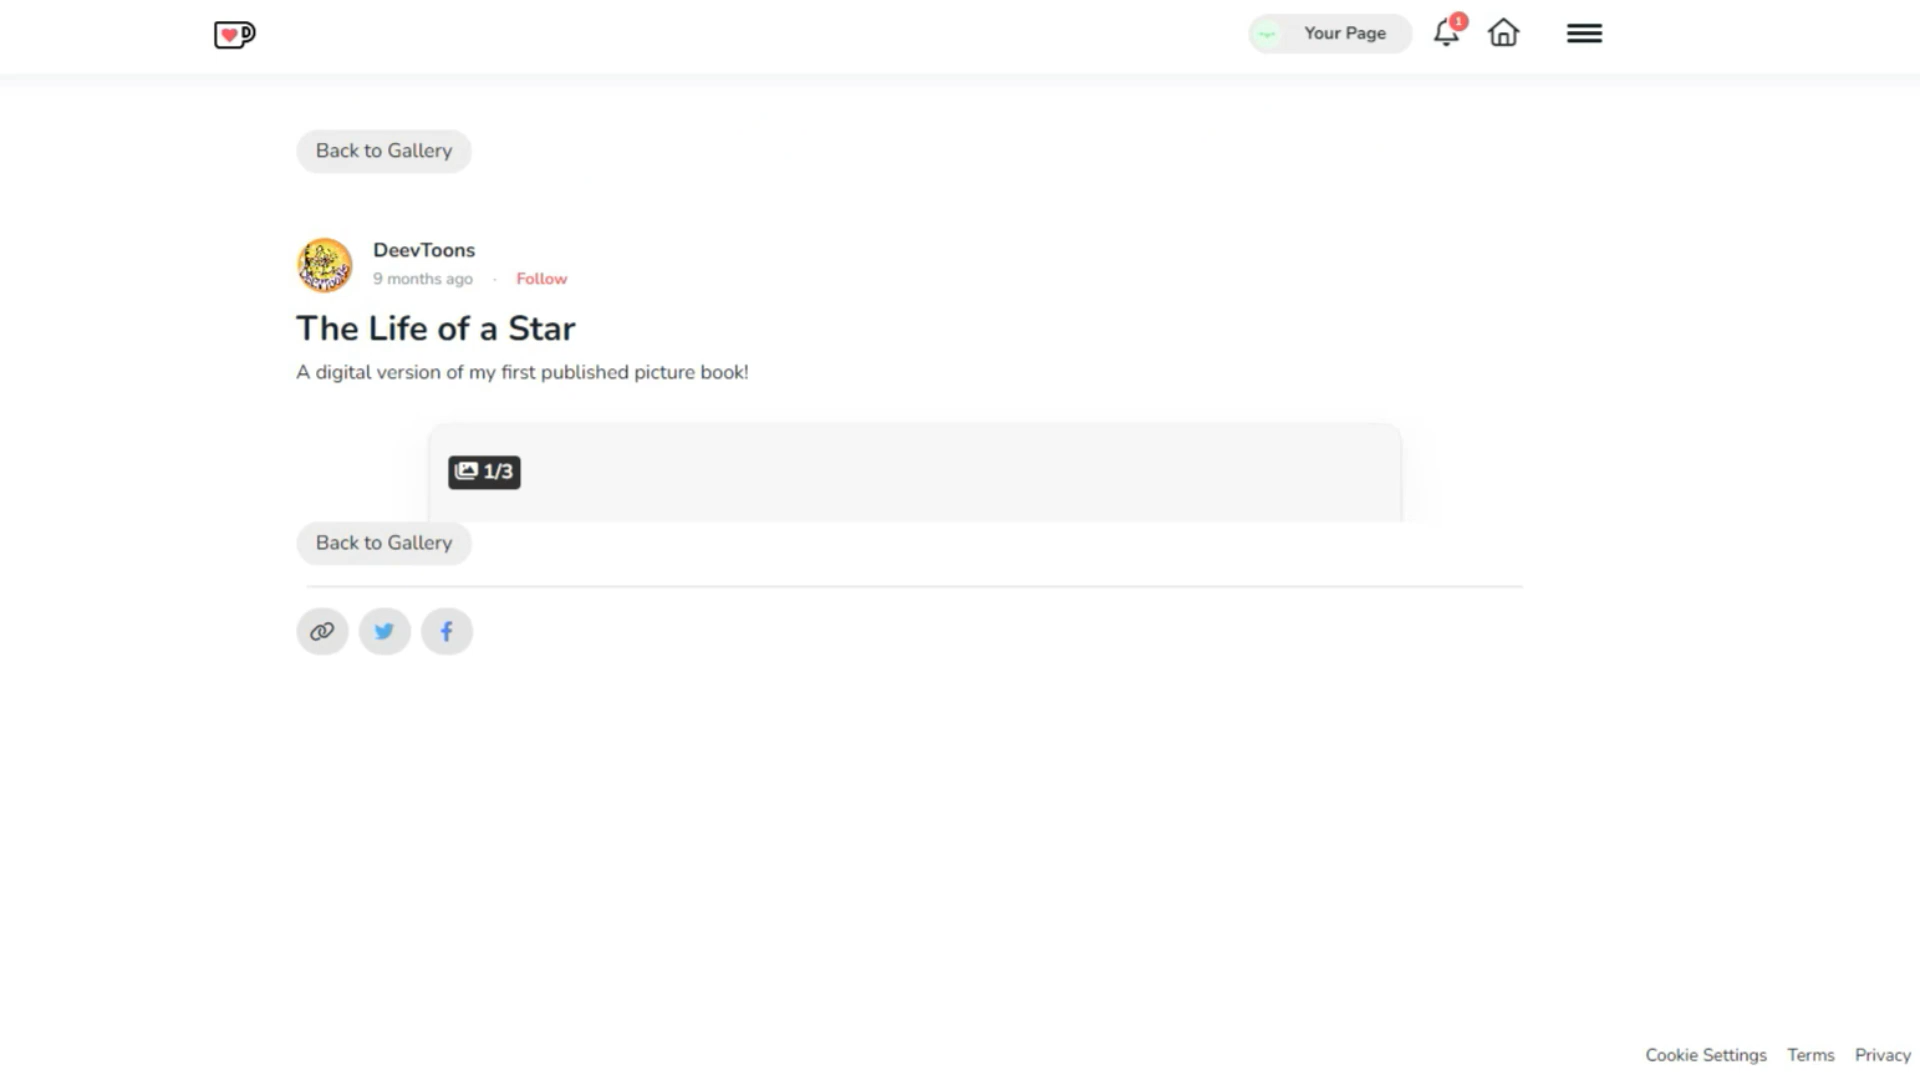 D
Your Page
1
Back to Gallery
DeevToons
9 months ago · Follow
The Life of a Star
A digital version of my first published picture book!
1/3
Back to Gallery
Cookie Settings Terms Privacy